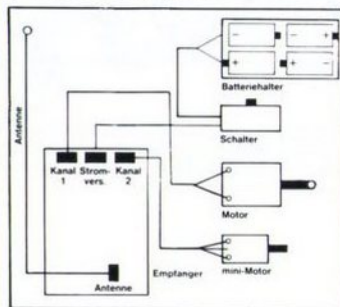 Antenne
Batteriehalter
Schalter
Kanal
1
Strom-
vers.
Kanal
2
Motor
Empfanger
mini-Motor
Antenne